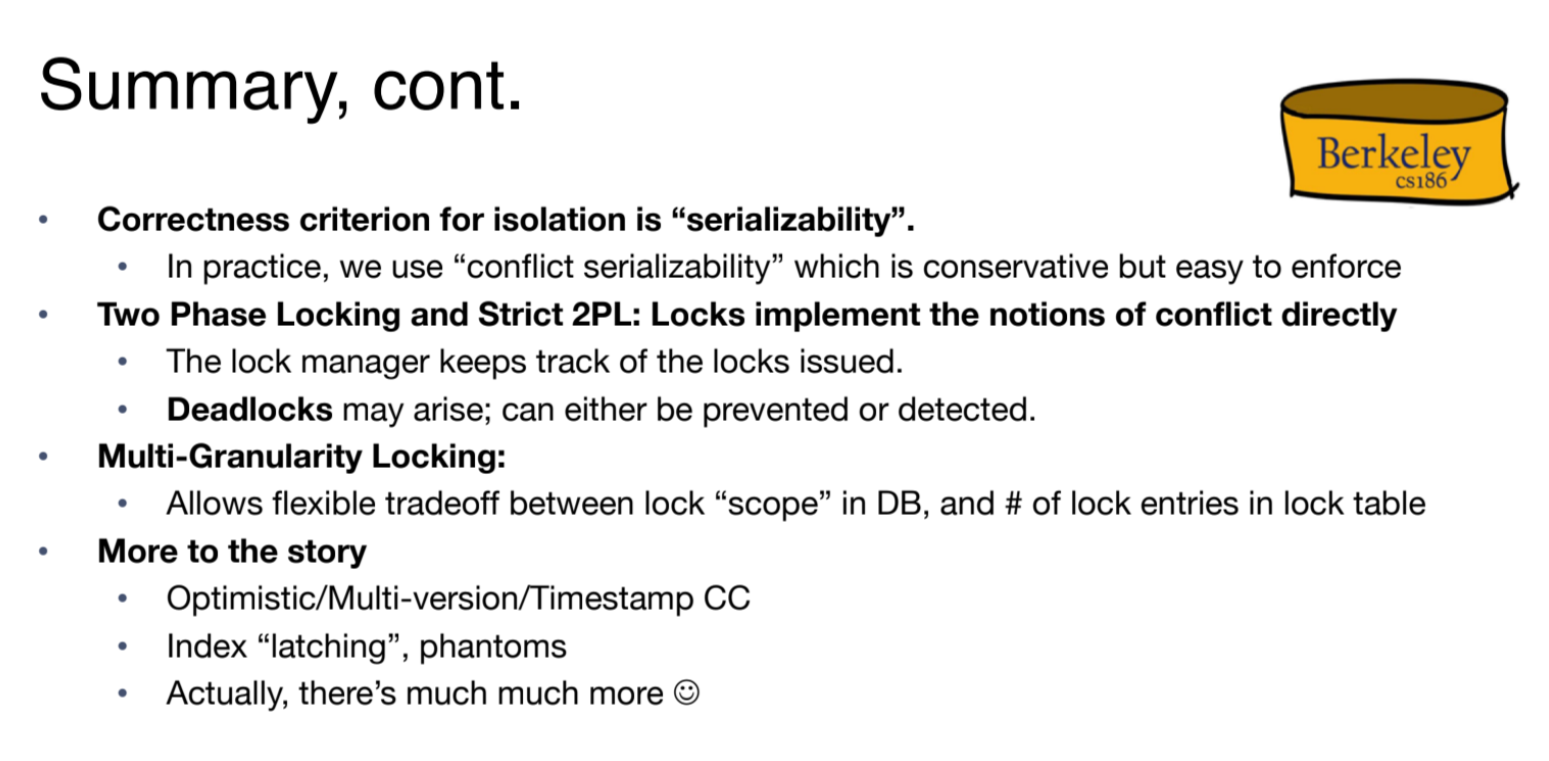 Summary, cont.
Berkeley
cs186
• Correctness criterion for isolation is “serializability”.
• In practice, we use “conflict serializability” which is conservative but easy to enforce
• Two Phase Locking and Strict 2PL: Locks implement the notions of conflict directly
• The lock manager keeps track of the locks issued.
• Deadlocks may arise; can either be prevented or detected.
• Multi-Granularity Locking:
• Allows flexible tradeoff between lock “scope” in DB, and # of lock entries in lock table
• More to the story
• Optimistic/Multi-version/Timestamp CC
• Index “latching”, phantoms
• Actually, there’s much much more ☺